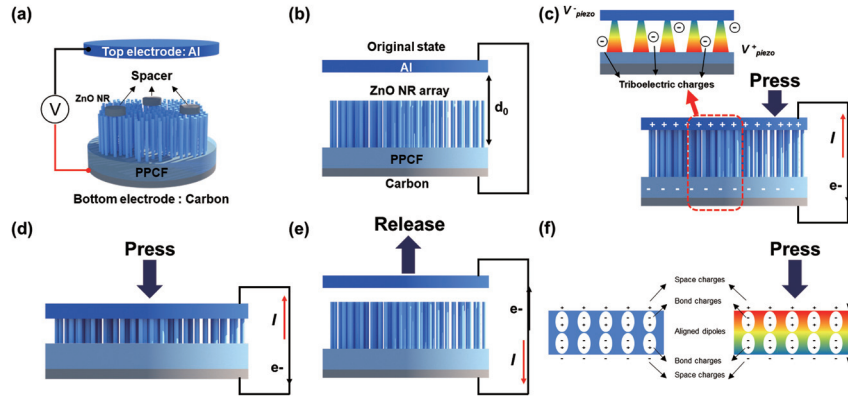 (a)
Top electrode: Al
Spacer
ZnO NR
V
PPCF
Bottom electrode : Carbon
(b)
Original state
Al
ZnO NR array
d0
PPCF
Carbon
(c)
V-piezo
V+piezo
Triboelectric charges
Press
I
e-
(d)
Press
I
e-
(e)
Release
e-
I
(f)
Press
Space charges
Bond charges
Aligned dipoles
Bond charges
Space charges